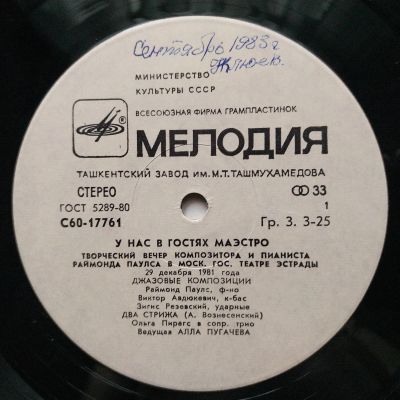 Сентябрь 1983 г
МИНИСТЕРСТВО
КУЛЬТУРЫ СССР
ВСЕСОЮЗНАЯ ФИРМА ГРАМПЛАСТИНОК
МЕЛОДИЯ
ТАШКЕНТСКИЙ ЗАВОД ИМ. М.Т. ТАШМУХАМЕДОВА
СТЕРЕО 33
ГОСТ 5289-80 1
С60-17761 Гр. 3. 3-25
У НАС В ГОСТЯХ МАЭСТРО
ТВОРЧЕСКИЙ ВЕЧЕР КОМПОЗИТОРА И ПИАНИСТА
РАЙМОНДА ПАУЛСА В МОСК. ГОС. ТЕАТРЕ ЭСТРАДЫ
29 декабря 1981 года
ДЖАЗОВЫЕ КОМПОЗИЦИИ
Раймонд Паулс, ф-но
Виктор Авдюкевич, к-бас
Зигис Резевский, ударные
ДВА СТРИЖА (А. Вознесенский)
Ольга Пирагс в сопр. трио
Ведущая АЛЛА ПУГАЧЕВА